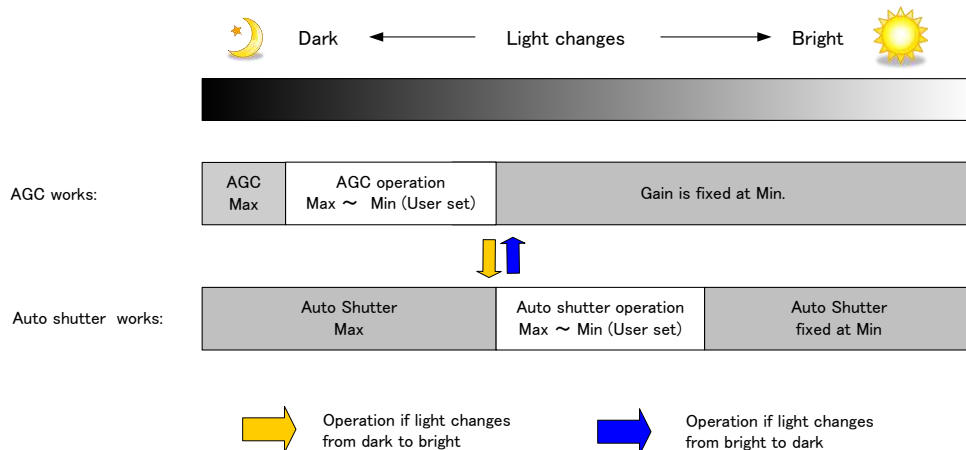 Dark
Light changes
Bright
AGC works:
AGC
Max
AGC operation
Max ～ Min (User set)
Gain is fixed at Min.
Auto shutter works:
Auto Shutter
Max
Auto shutter operation
Max ～ Min (User set)
Auto Shutter
fixed at Min
Operation if light changes
from dark to bright
Operation if light changes
from bright to dark